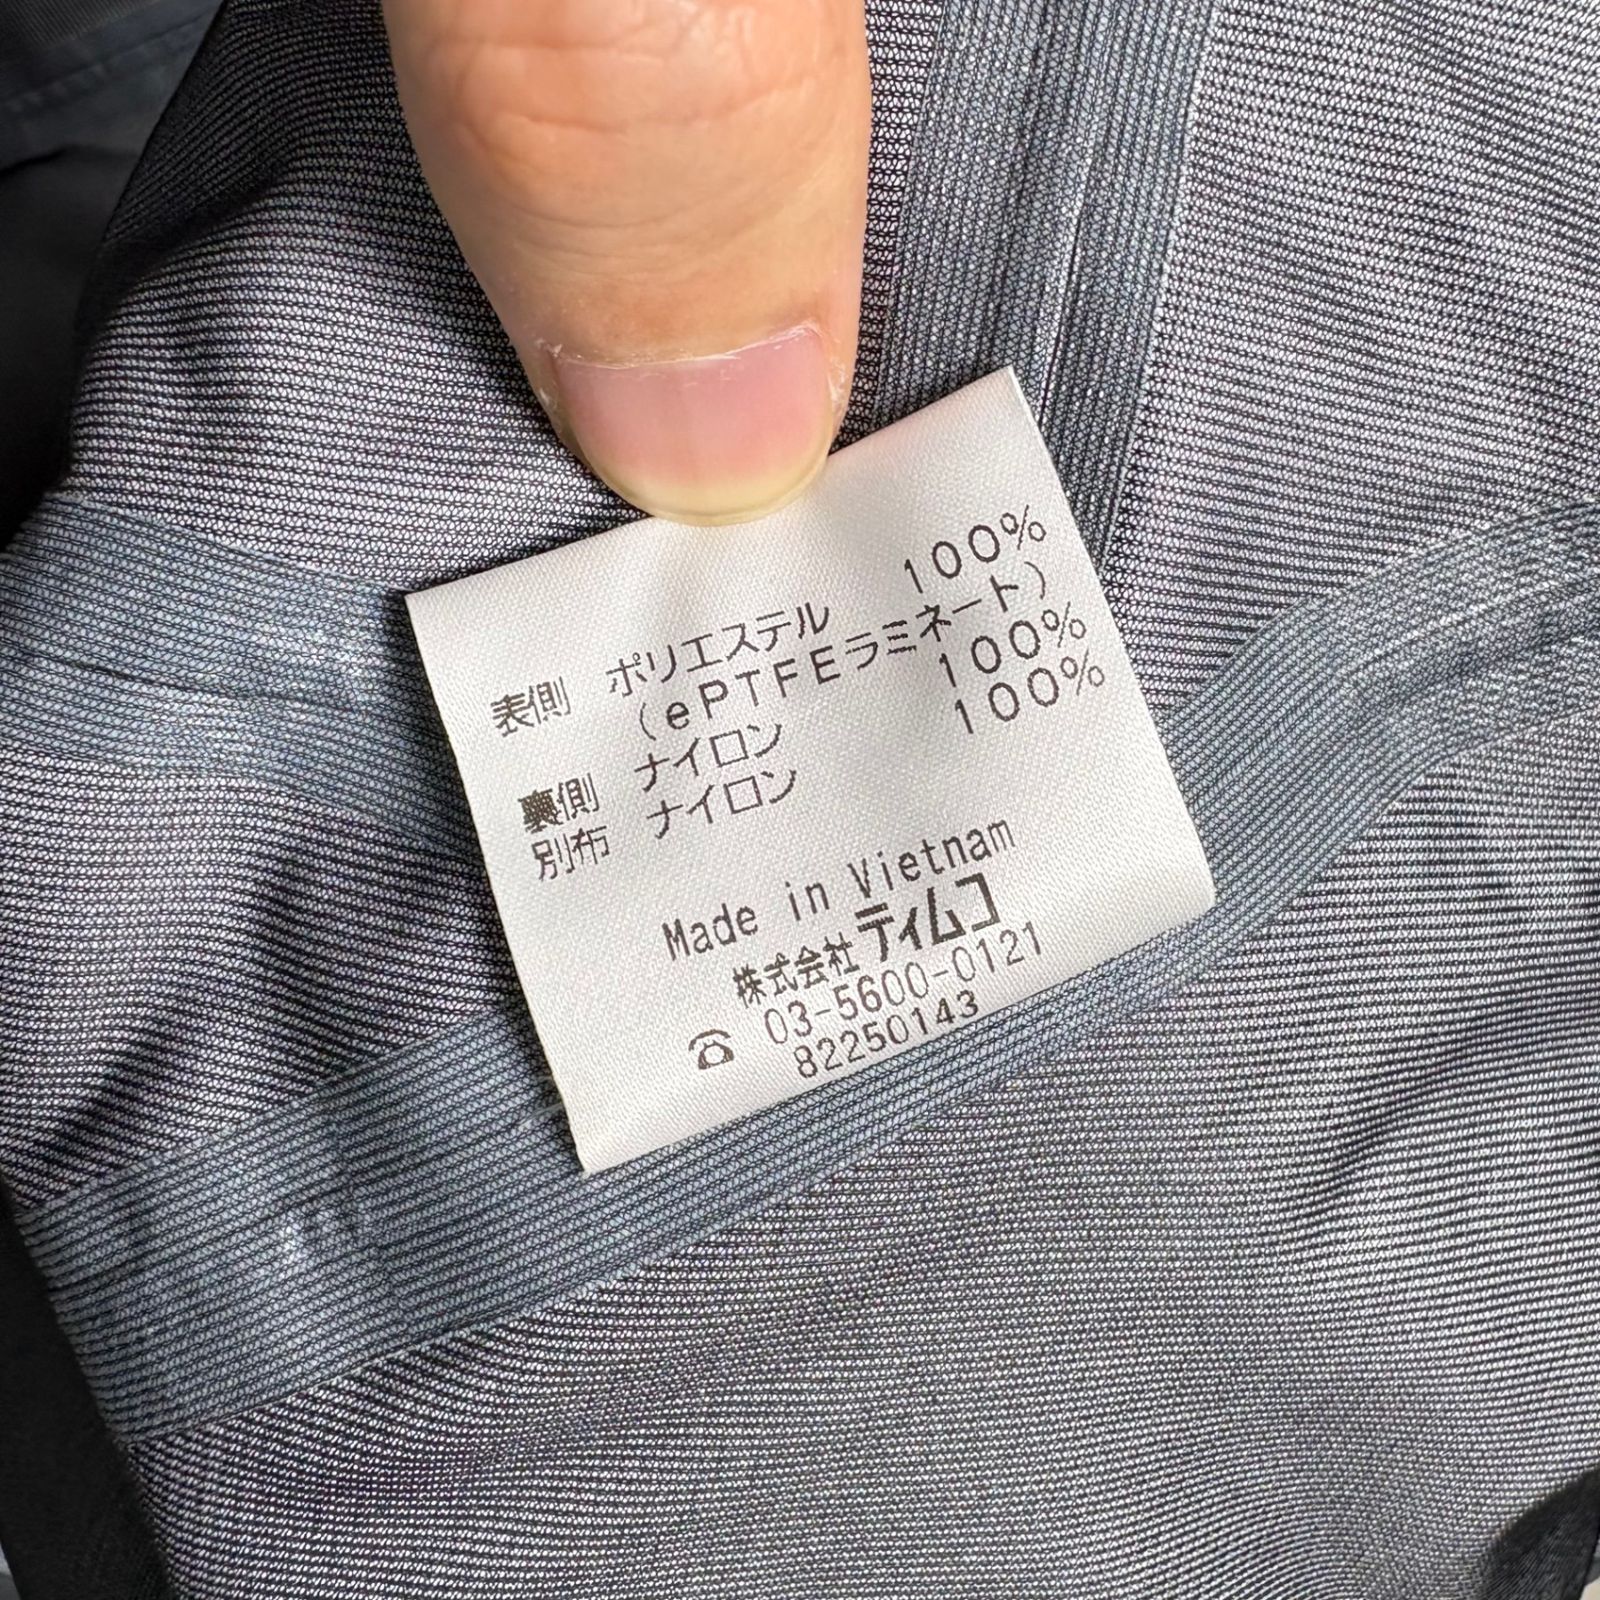 表側 ポリエステル 100%
(ePTFEラミネート)
裏側 ナイロン 100%
別布 ナイロン 100%
Made in Vietnam
株式会社ティムコ
☎ 03-5600-0121
82250143